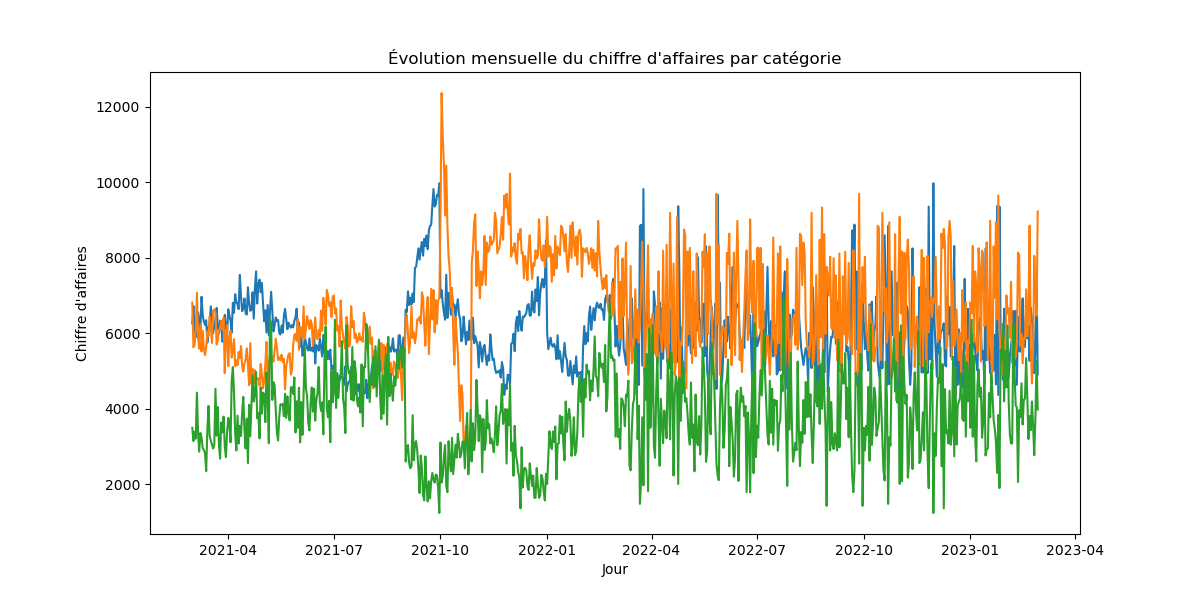 Évolution mensuelle du chiffre d'affaires par catégorie
Chiffre d'affaires
12000
10000
8000
6000
4000
2000
2021-04 2021-07 2021-10 2022-01 2022-04 2022-07 2022-10 2023-01 2023-04
Jour